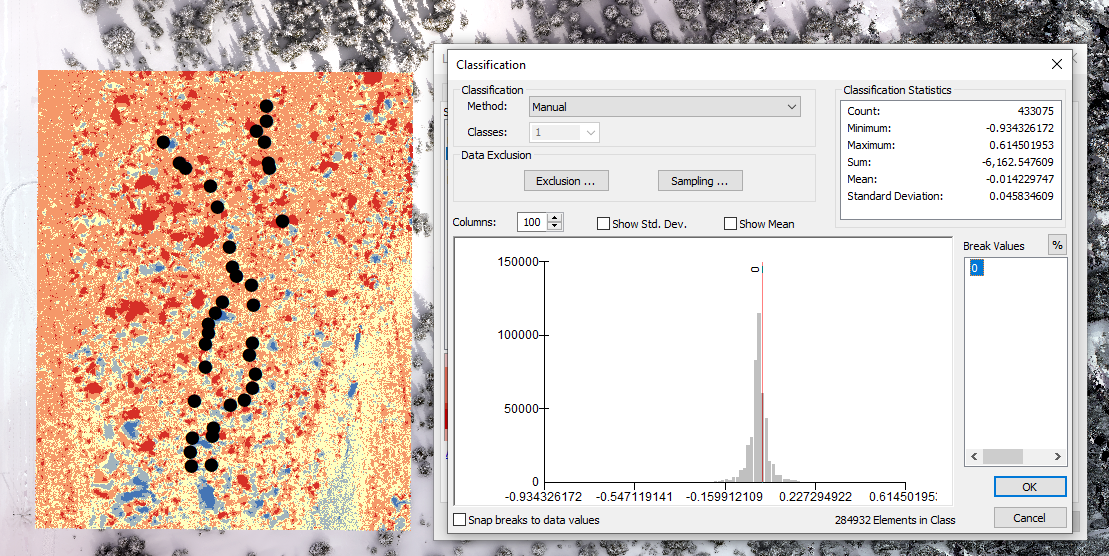 Classification
Classification
Method: Manual
Classes: 1
Data Exclusion
Exclusion ...
Sampling ...
Classification Statistics
Count: 433075
Minimum: -0.934326172
Maximum: 0.614501953
Sum: -6,162.547609
Mean: -0.014229747
Standard Deviation: 0.045834609
Columns: 100
Show Std. Dev.
Show Mean
Break Values
%
0
0
150000
100000
50000
0
-0.934326172 -0.547119141 -0.159912109 0.227294922 0.61450195
OK
Snap breaks to data values
284932 Elements in Class
Cancel